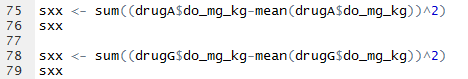 75 sxx <- sum((drugA$do_mg_kg-mean(drugA$do_mg_kg))^2)
76 sxx
77
78 sxx <- sum((drugG$do_mg_kg-mean(drugG$do_mg_kg))^2)
79 sxx